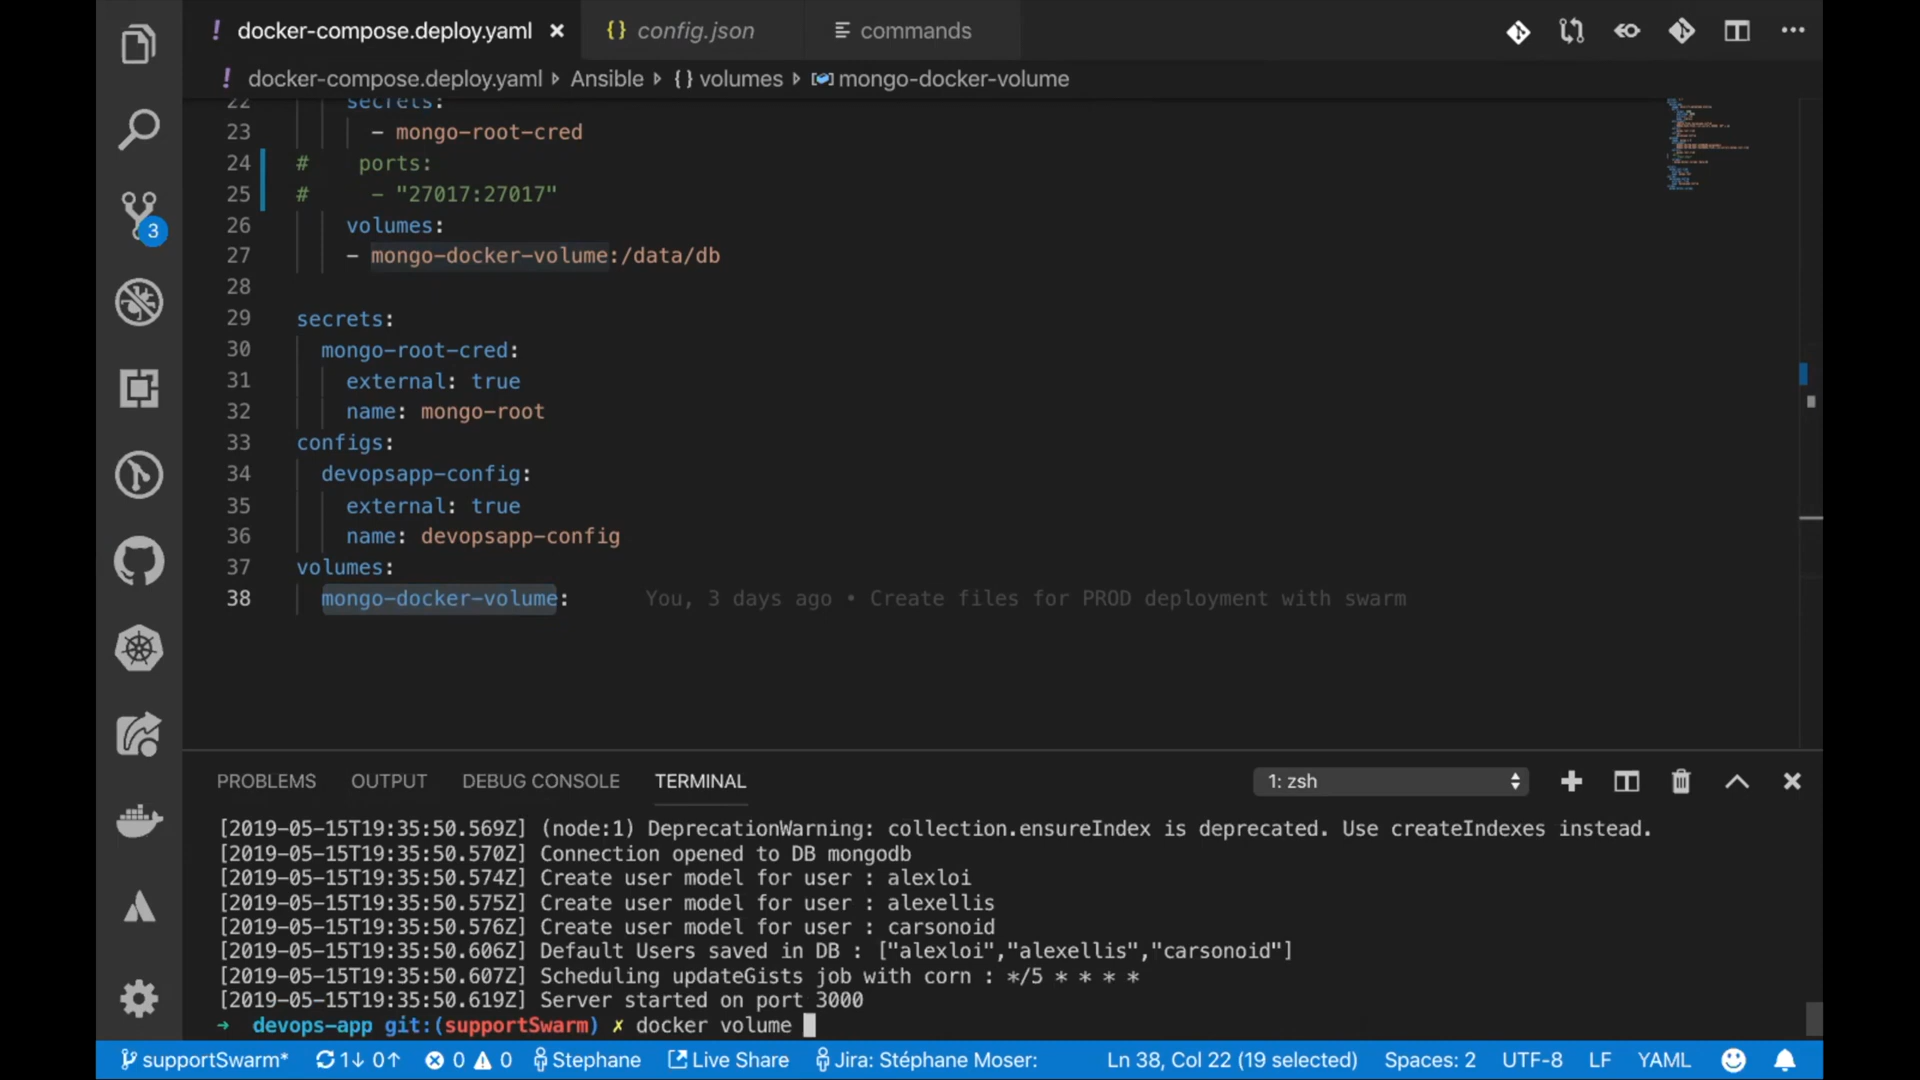 ! docker-compose.deploy.yaml × {} config.json commands
! docker-compose.deploy.yaml Ansible {} volumes mongo-docker-volume
22 secrets:
23 - mongo-root-cred
24 # ports:
25 # - "27017:27017"
26 volumes:
27 - mongo-docker-volume:/data/db
28
29 secrets:
30 mongo-root-cred:
31 external: true
32 name: mongo-root
33 configs:
34 devopsapp-config:
35 external: true
36 name: devopsapp-config
37 volumes:
38 mongo-docker-volume: You, 3 days ago • Create files for PROD deployment with swarm
3
PROBLEMS OUTPUT DEBUG CONSOLE TERMINAL 1: zsh
[2019-05-15T19:35:50.569Z] (node:1) DeprecationWarning: collection.ensureIndex is deprecated. Use createIndexes instead.
[2019-05-15T19:35:50.570Z] Connection opened to DB mongodb
[2019-05-15T19:35:50.574Z] Create user model for user : alexloi
[2019-05-15T19:35:50.575Z] Create user model for user : alexellis
[2019-05-15T19:35:50.576Z] Create user model for user : carsonoid
[2019-05-15T19:35:50.606Z] Default Users saved in DB : ["alexloi","alexellis","carsonoid"]
[2019-05-15T19:35:50.607Z] Scheduling updateGists job with corn : */5 * * * *
[2019-05-15T19:35:50.619Z] Server started on port 3000
→ devops-app git:(supportSwarm) ✗ docker volume
supportSwarm* 1↓ 0↑ 0 0 Stephane Live Share Jira: Stéphane Moser: Ln 38, Col 22 (19 selected) Spaces: 2 UTF-8 LF YAML